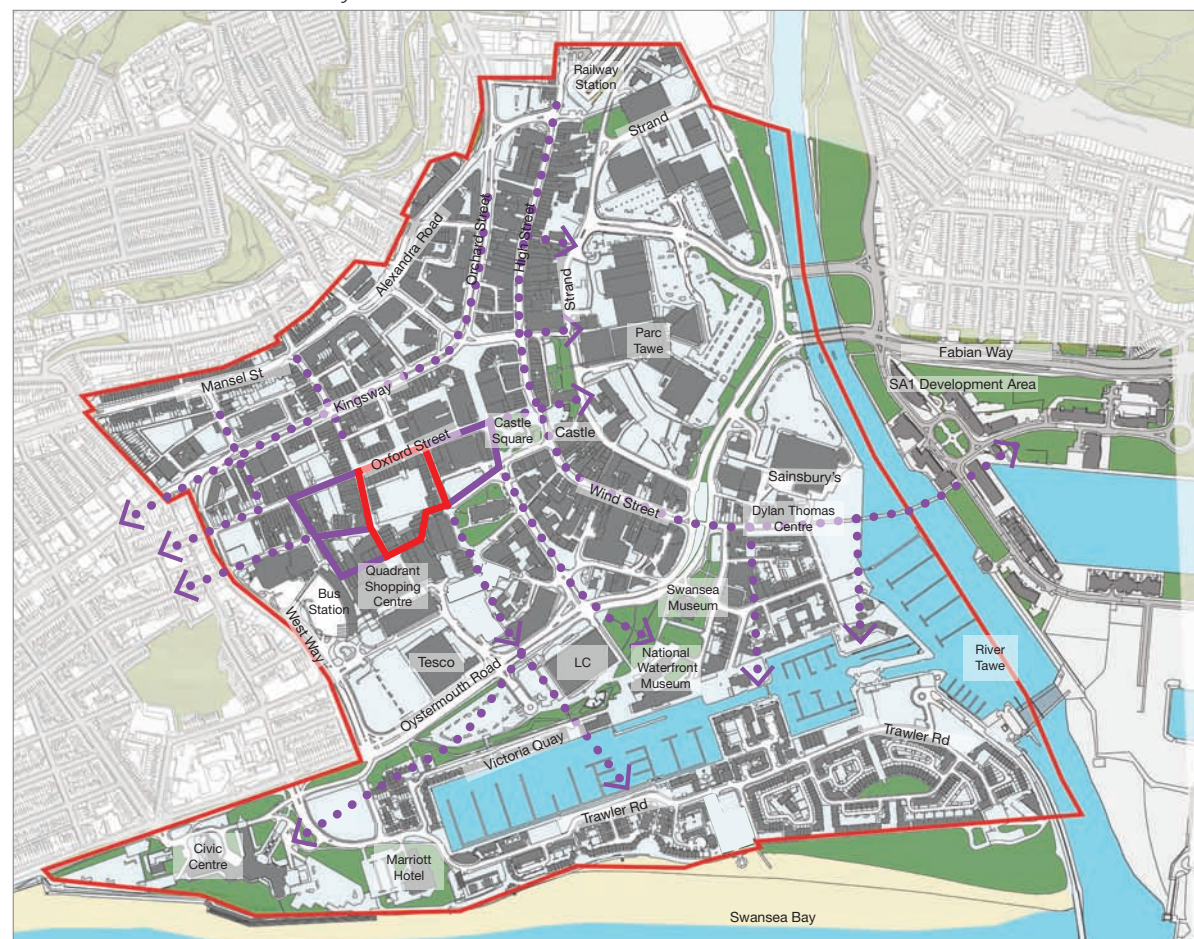 Railway
Station
Strand
Alexandra Road
Orchard Street
High Street
Strand
Parc
Tawe
Fabian Way
SA1 Development Area
Mansel St
Kingsway
Castle
Square
Castle
Oxford Street
Sainsbury's
Wind Street
Dylan Thomas
Centre
Quadrant
Shopping
Centre
Bus
Station
West Way
Swansea
Museum
National
Waterfront
Museum
River
Tawe
Tesco
LC
Oystermouth Road
Victoria Quay
Trawler Rd
Trawler Rd
Civic
Centre
Marriott
Hotel
Swansea Bay